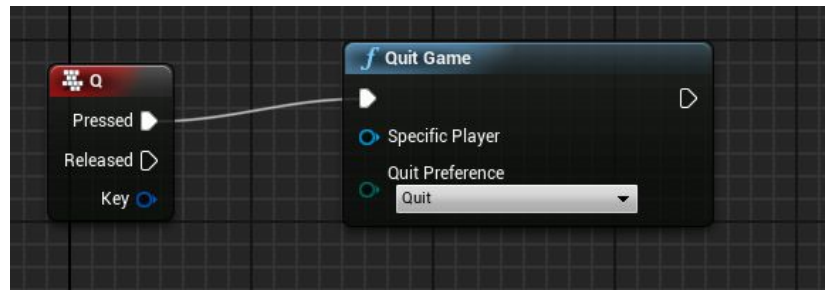 Q
Pressed
Released
Key
f Quit Game
Specific Player
Quit Preference
Quit